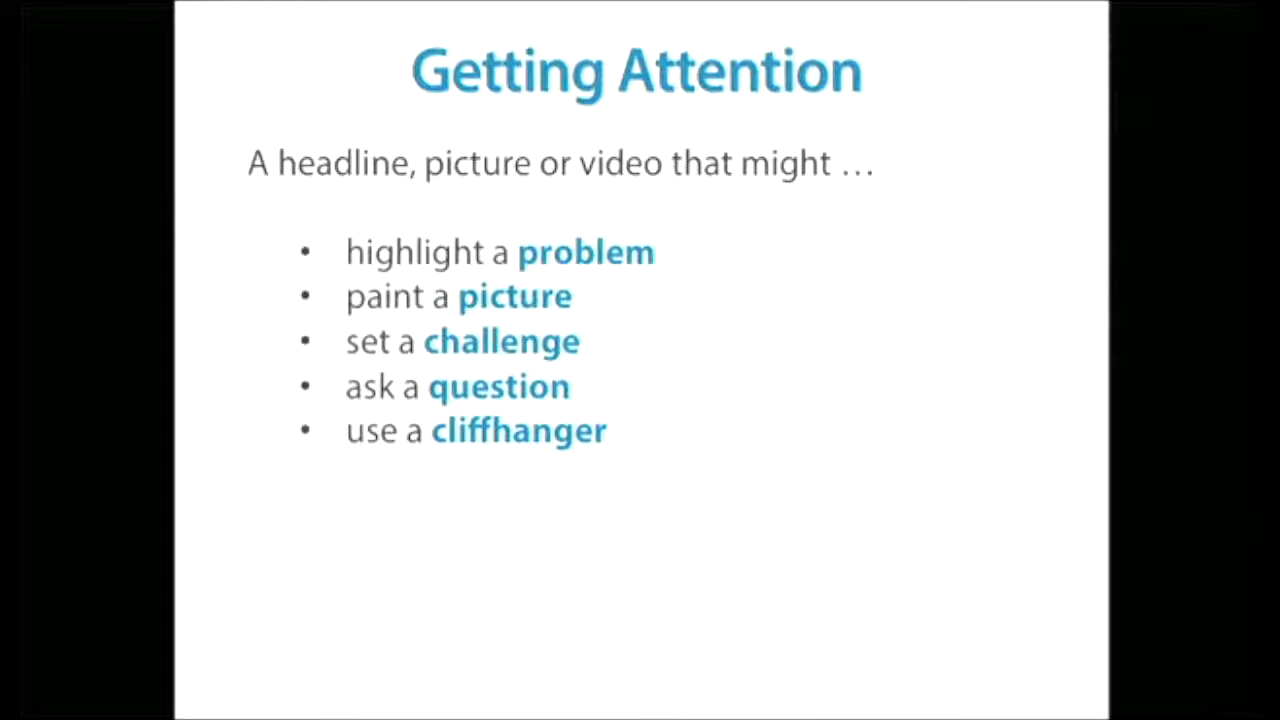 Getting Attention
A headline, picture or video that might …
• highlight a problem
• paint a picture
• set a challenge
• ask a question
• use a cliffhanger